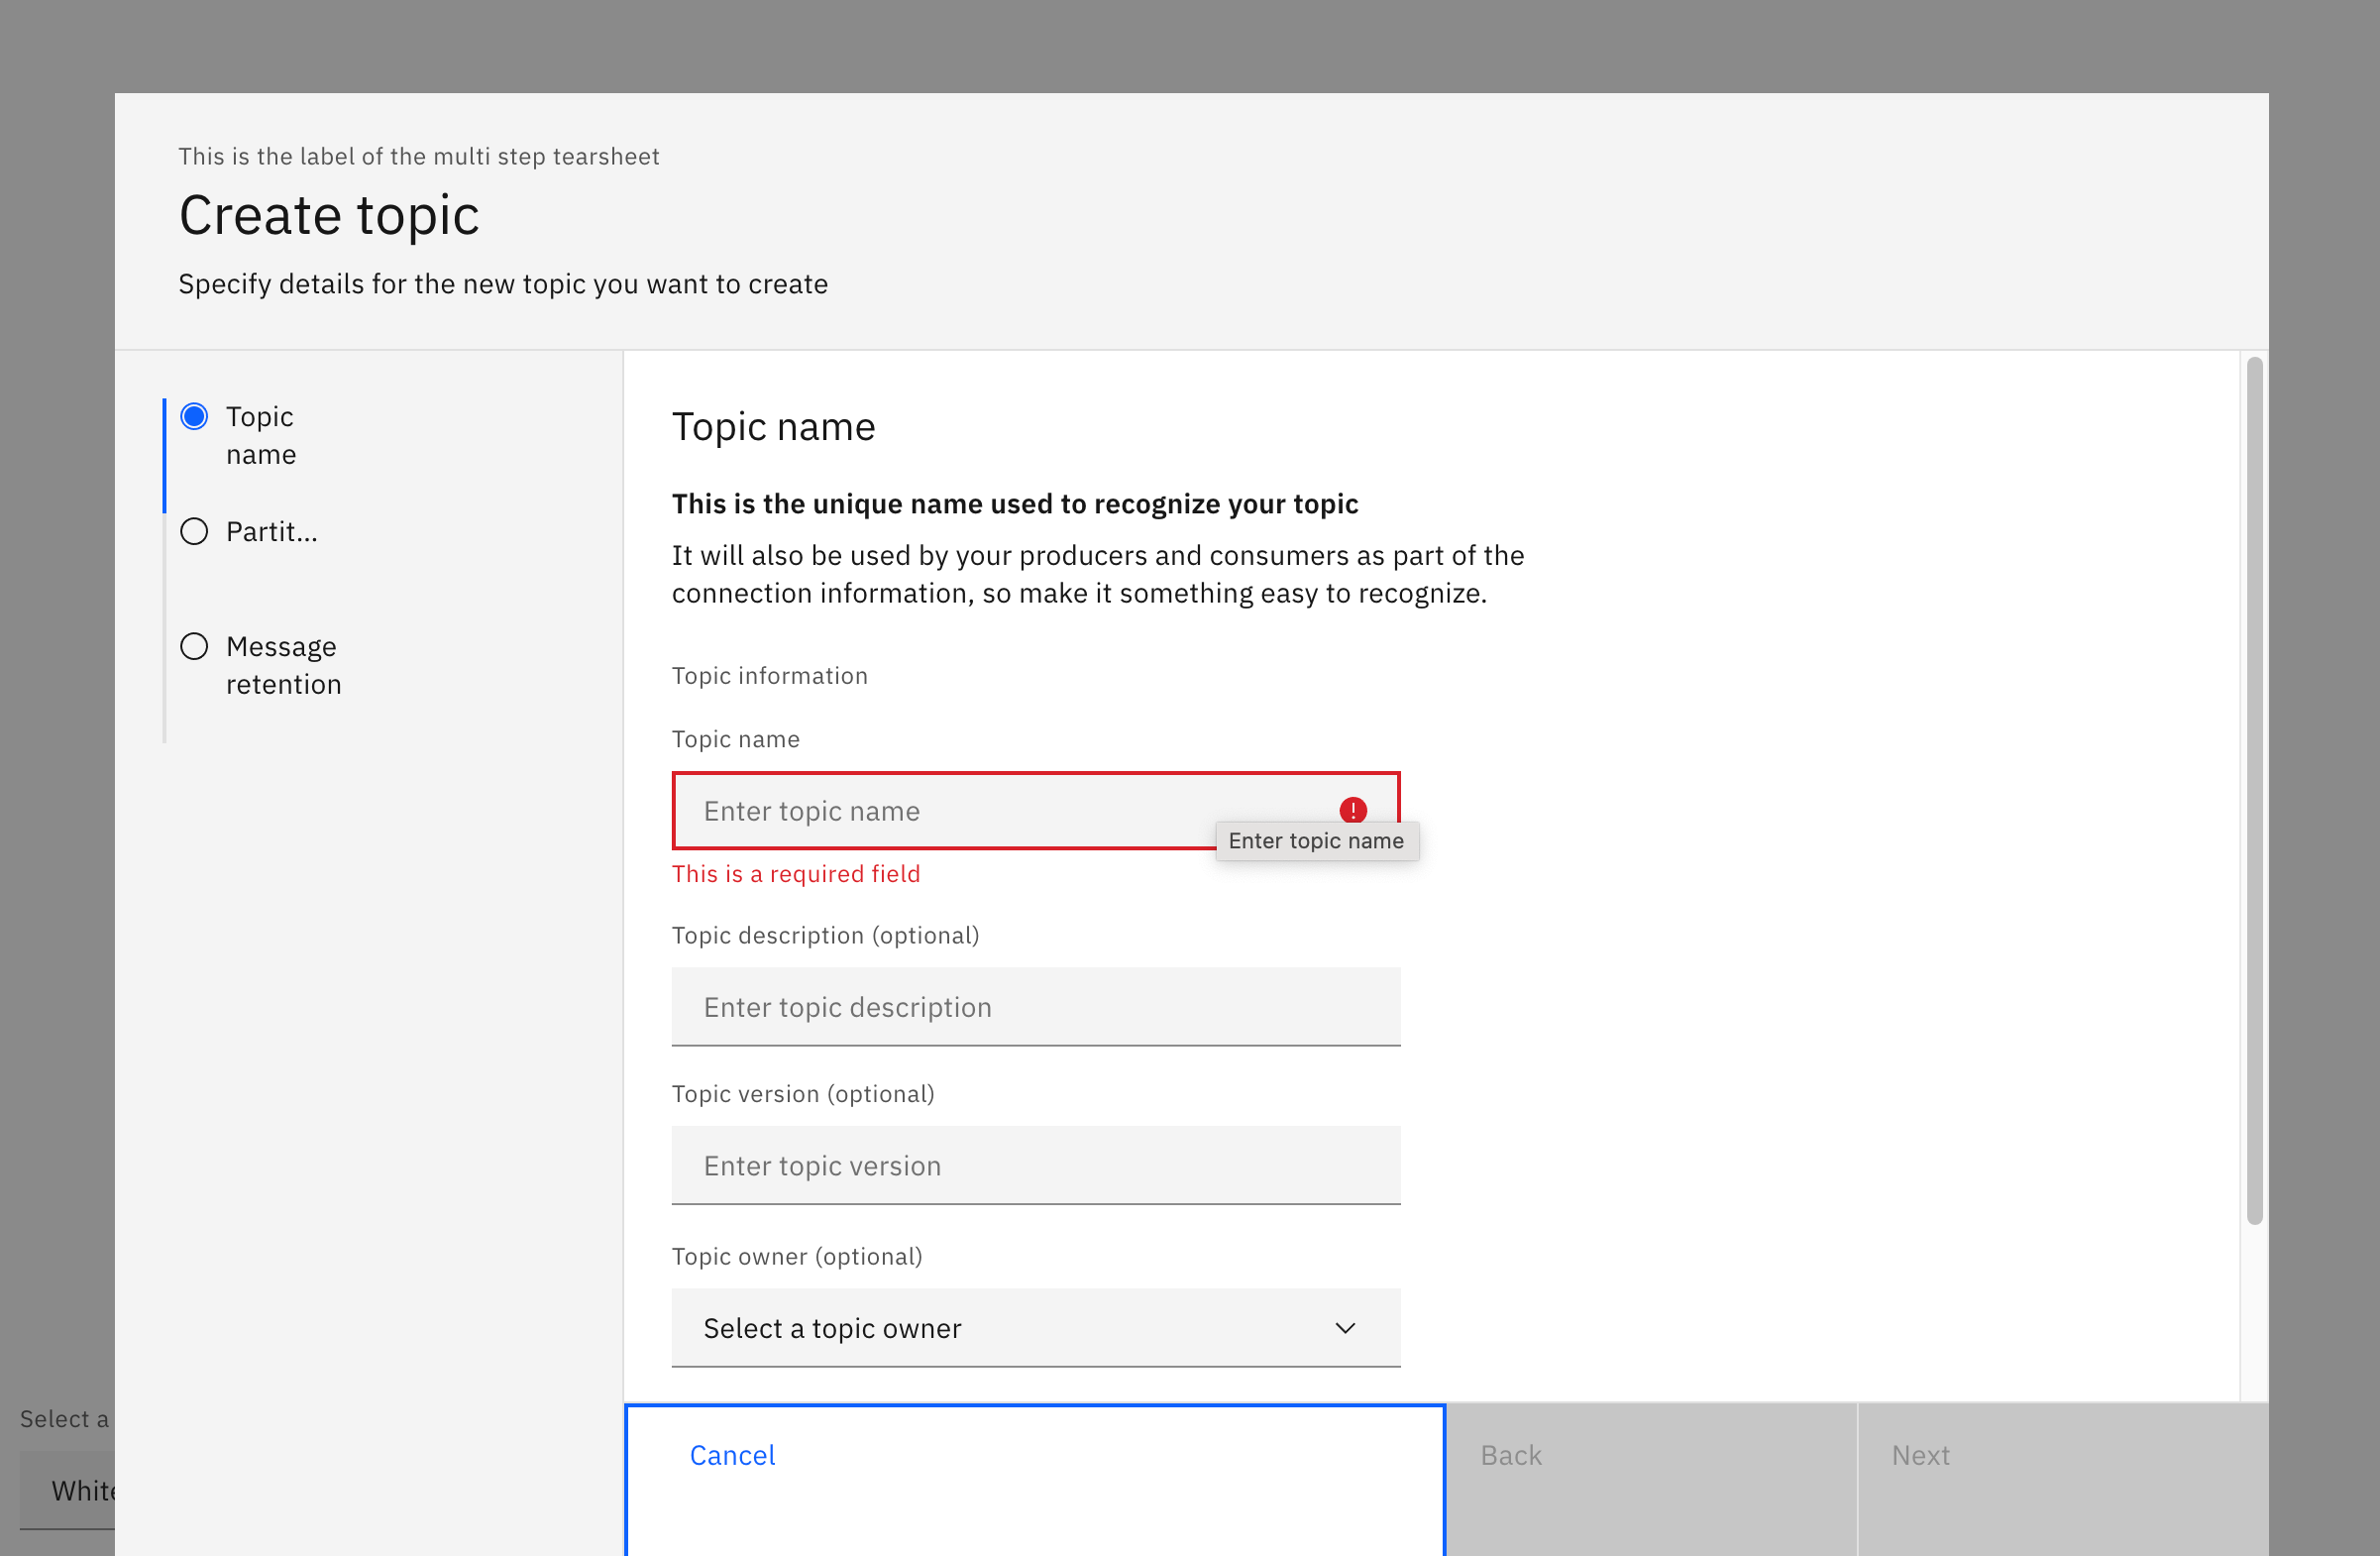 This is the label of the multi step tearsheet
Create topic
Specify details for the new topic you want to create
Topic
name
Partit...
Message
retention
Topic name
This is the unique name used to recognize your topic
It will also be used by your producers and consumers as part of the
connection information, so make it something easy to recognize.
Topic information
Topic name
Enter topic name
Enter topic name
This is a required field
Topic description (optional)
Enter topic description
Topic version (optional)
Enter topic version
Topic owner (optional)
Select a topic owner
Select a
White
Cancel
Back
Next